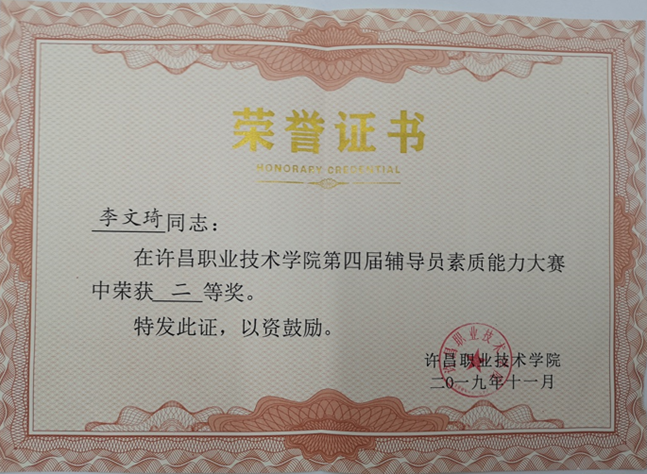 荣誉证书
HONORARY CREDENTIAL
李文琦同志：
在许昌职业技术学院第四届辅导员素质能力大赛
中荣获二等奖。
特发此证，以资鼓励。
许昌职业技术学院
二0一九年十一月